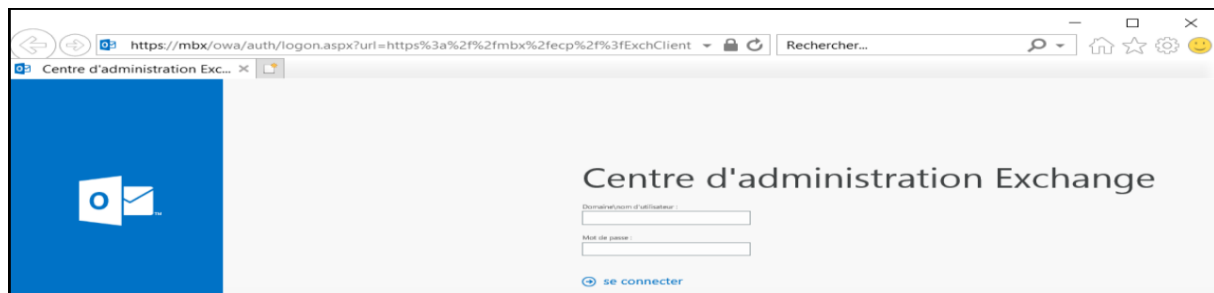 https://mbx/owa/auth/logon.aspx?url=https%3a%2f%2fmbx%2fecp%2f%3fExchClient
Rechercher...
Centre d'administration Exc...
Centre d'administration Exchange
Domaine\nom d'utilisateur :
Mot de passe :
se connecter